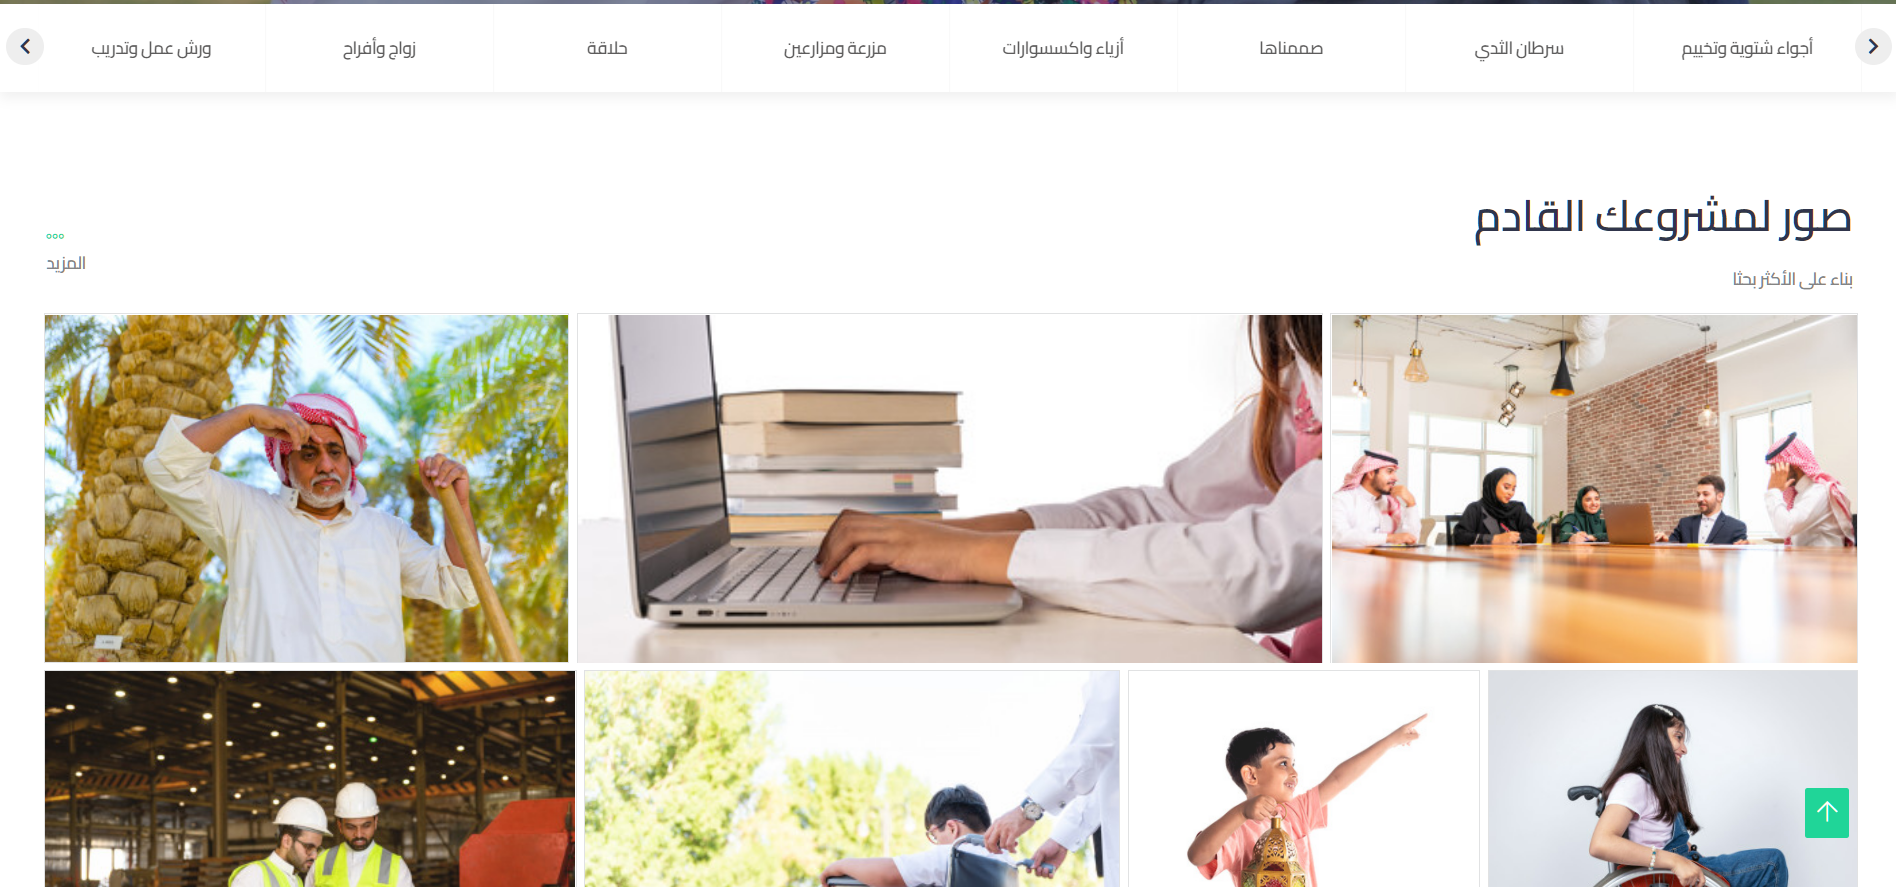 أجواء شتوية وتخييم
سرطان الثدي
صممناها
أزياء واكسسوارات
مزرعة ومزارعين
حلاقة
زواج وأفراح
ورش عمل وتدريب
صور لمشروعك القادم
بناء على الأكثر بحثا
المزيد